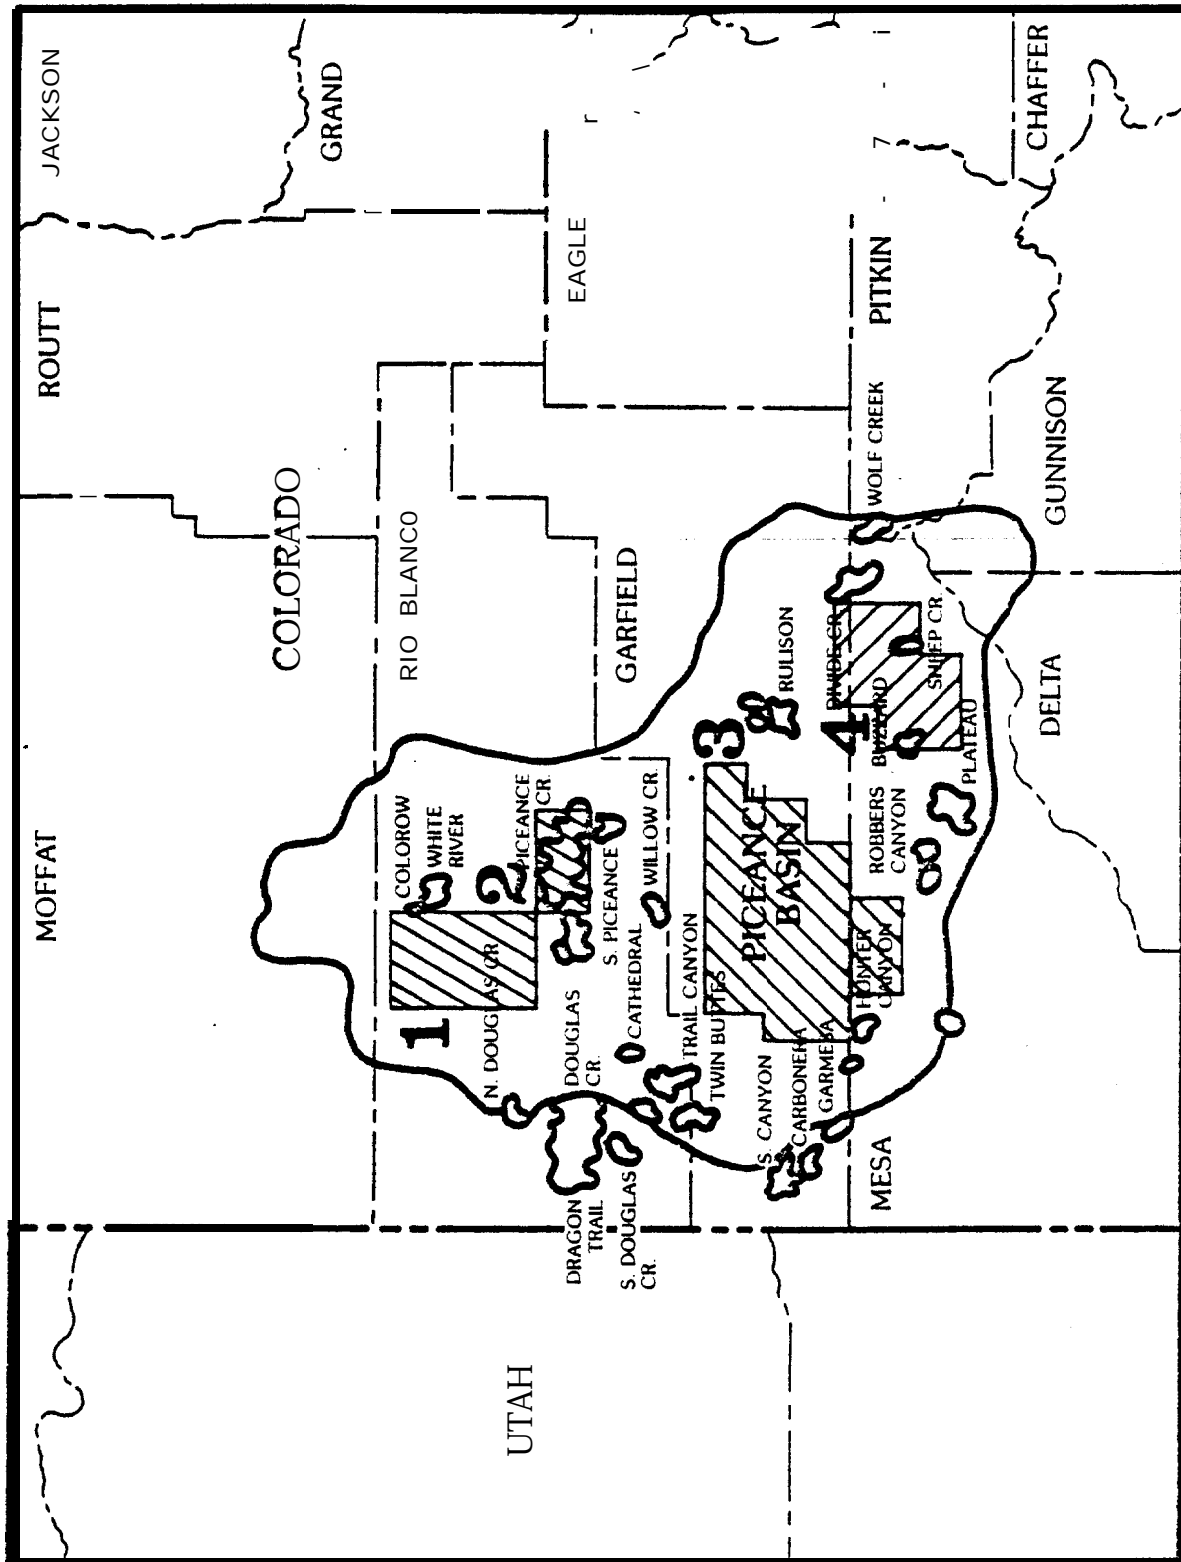 MOFFAT
ROUTT
JACKSON
GRAND
COLORADO
RIO BLANCO
EAGLE
GARFIELD
PITKIN
CHAFFER
GUNNISON
DELTA
MESA
UTAH
COLOROW
WHITE
RIVER
1
2
3
4
PICEANCE
CR.
N. DOUGLAS CR
DOUGLAS
CR.
S. PICEANCE
CATHEDRAL
WILLOW CR.
DRAGON
TRAIL
S. DOUGLAS
CR.
TRAIL CANYON
TWIN BUTTES
PICEANCE
BASIN
RULISON
WOLF CREEK
DIVIDE CR
BUZZARD
SHEEP CR
PLATEAU
ROBBERS
CANYON
HUNTER
CANYON
S. CANYON
CARBONERA
GARMESA